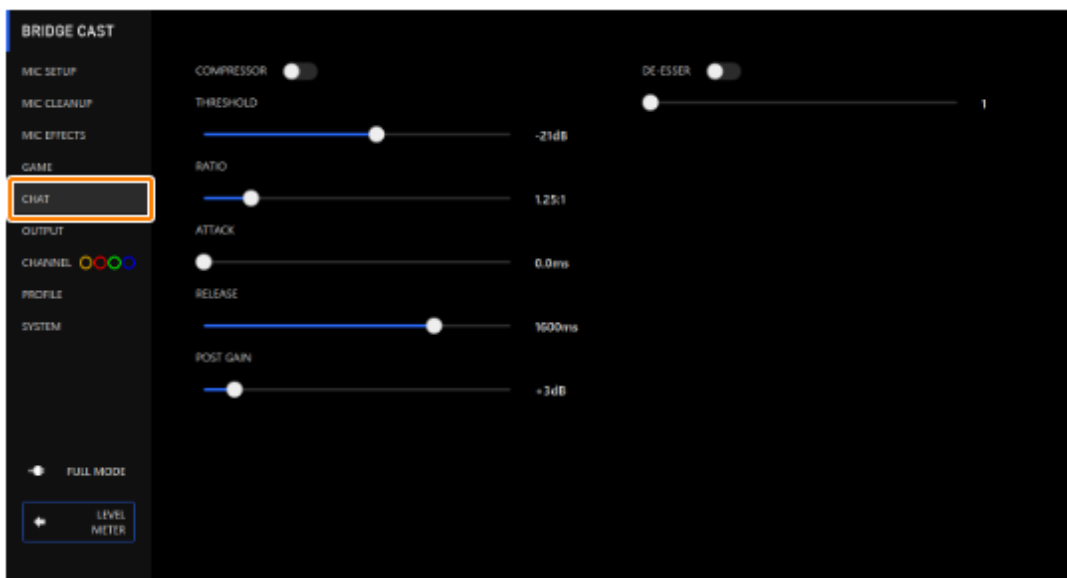 BRIDGE CAST
MIC SETUP
MIC CLEANUP
MIC EFFECTS
GAME
CHAT
OUTPUT
CHANNEL
PROFILE
SYSTEM
FULL MODE
LEVEL
METER
COMPRESSOR
THRESHOLD
-21dB
RATIO
1.25:1
ATTACK
0.0ms
RELEASE
1600ms
POST GAIN
+3dB
DE-ESSER
1